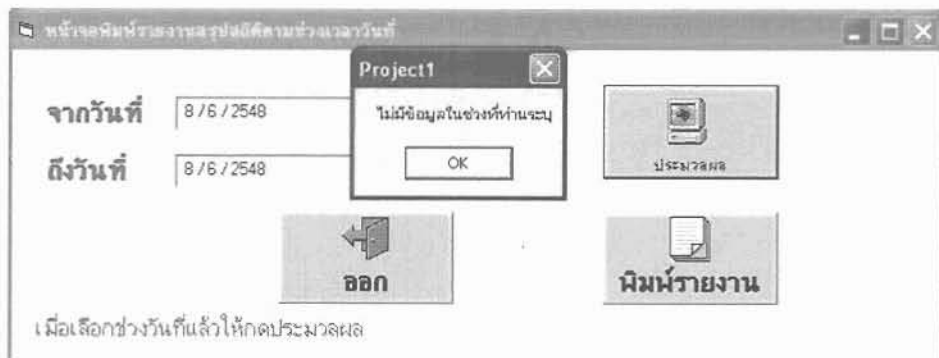 หน้าจอพิมพ์รายงานสรุปสถิติตามช่วงเวลาวันที่
Project1
จากวันที่
8/6/2548
ไม่มีข้อมูลในช่วงที่ท่านระบุ
ถึงวันที่
8/6/2548
OK
ประมวลผล
ออก
พิมพ์รายงาน
เมื่อเลือกช่วงวันที่แล้วให้กดประมวลผล